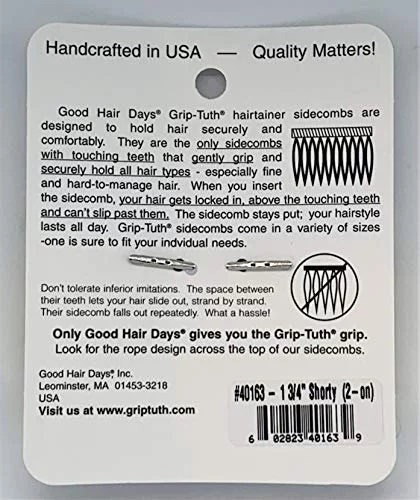 Handcrafted in USA — Quality Matters!
Good Hair Days® Grip-Tuth® hairtainer sidecombs are
designed to hold hair securely and
comfortably. They are the only sidecombs
with touching teeth that gently grip and
securely hold all hair types - especially fine
and hard-to-manage hair. When you insert
the sidecomb, your hair gets locked in, above the touching teeth
and can't slip past them. The sidecomb stays put; your hairstyle
lasts all day. Grip-Tuth® sidecombs come in a variety of sizes
-one is sure to fit your indvidual needs.
Don't tolerate inferior imitations. The space between
their teeth lets your hair slide out, strand by strand.
Their sidecomb falls out repeatedly. What a hassle!
Only Good Hair Days® gives you the Grip-Tuth® grip.
Look for the rope design across the top of our sidecombs.
Good Hair Days®, Inc.
Leominster, MA 01453-3218
USA
Visit us at www.griptuth.com
#40163 - 1 3/4" Shorty (2-on)
6 02823 40163 9